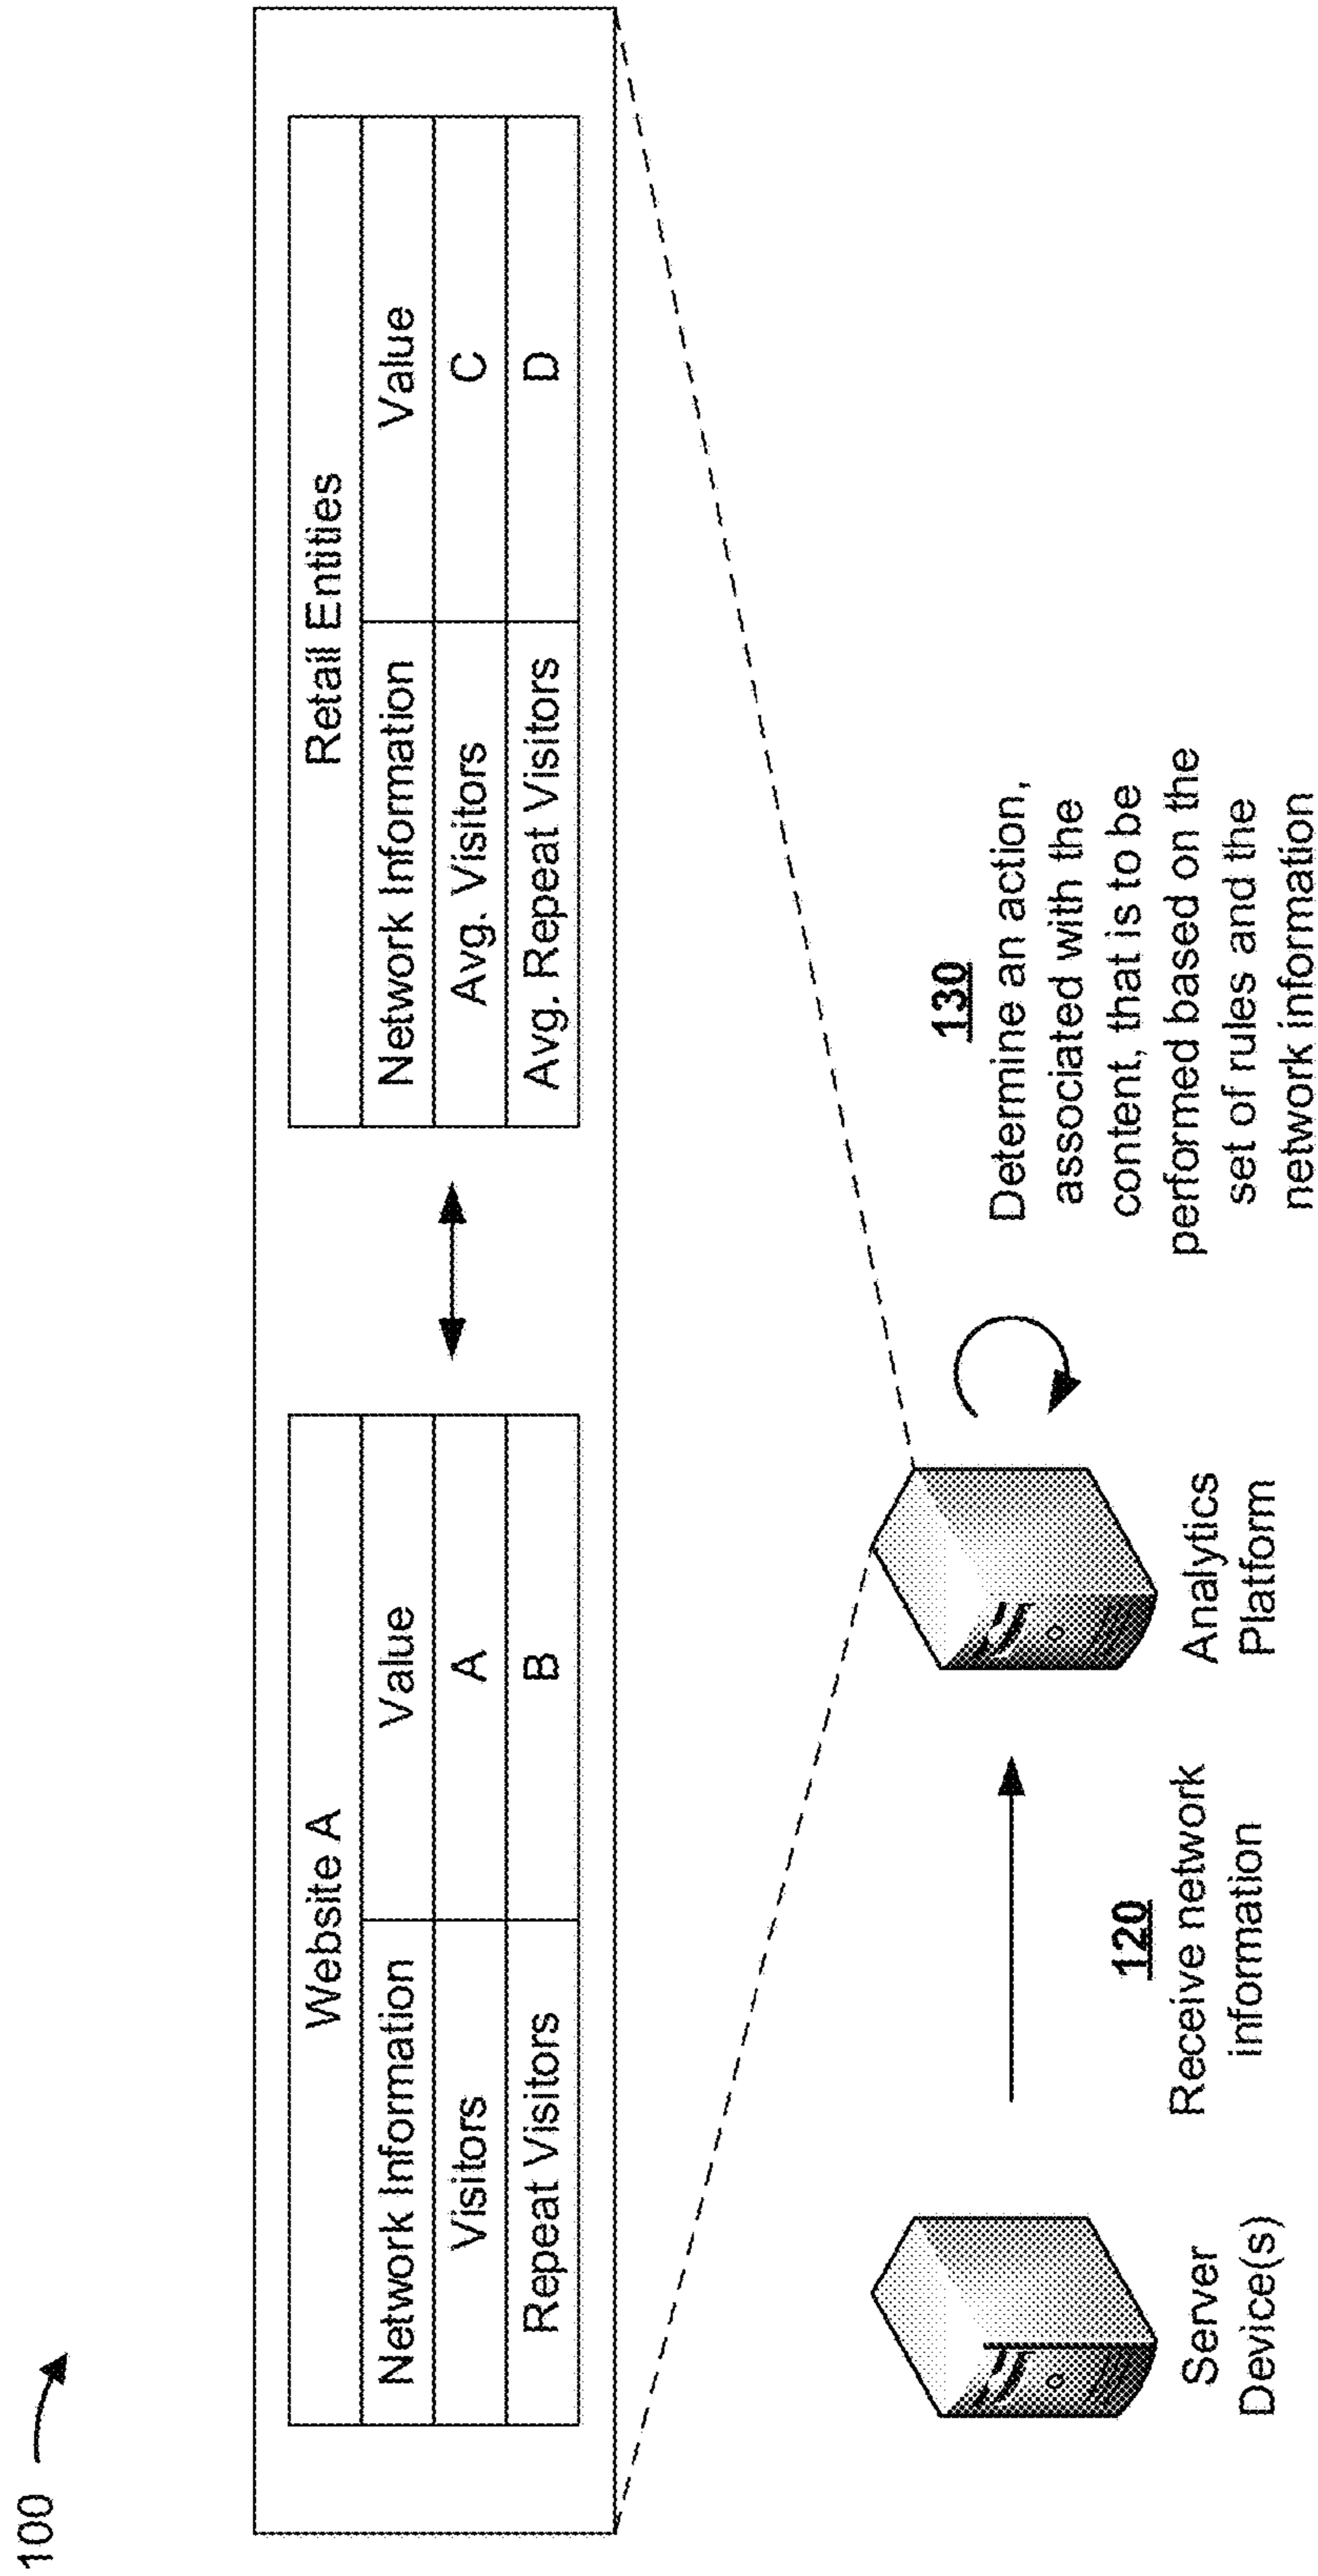 100
Website A
Network Information Value
Visitors A
Repeat Visitors B
Retail Entities
Network Information Value
Avg. Visitors C
Avg. Repeat Visitors D
Server
Device(s)
120
Receive network
information
Analytics
Platform
130
Determine an action,
associated with the
content, that is to be
performed based on the
set of rules and the
network information